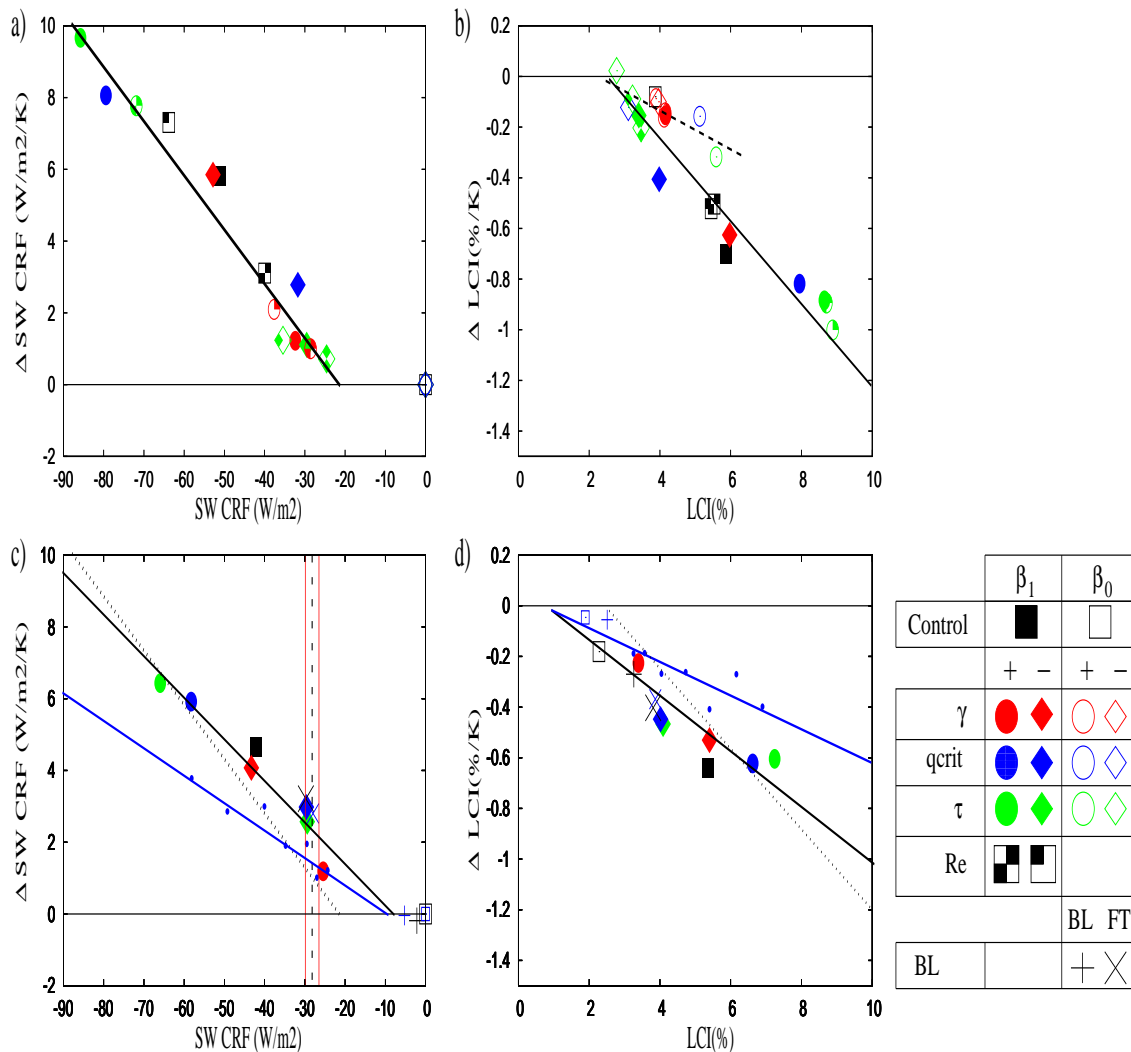 a)
10
8
6
4
2
0
-2
Δ SW CRF (W/m2/K)
-90 -80 -70 -60 -50 -40 -30 -20 -10 0
SW CRF (W/m2)
b)
0.2
0
-0.2
-0.4
-0.6
-0.8
-1
-1.2
-1.4
Δ LCI(%/K)
0 2 4 6 8 10
LCI(%)
c)
10
8
6
4
2
0
-2
Δ SW CRF (W/m2/K)
-90 -80 -70 -60 -50 -40 -30 -20 -10 0
SW CRF (W/m2)
d)
0.2
0
-0.2
-0.4
-0.6
-0.8
-1
-1.2
-1.4
Δ LCI(%/K)
0 2 4 6 8 10
LCI(%)
β1 β0
Control
+ − + −
γ
qcrit
τ
Re
BL FT
BL